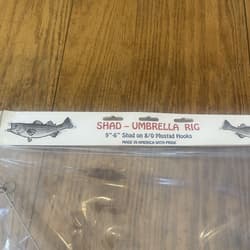 SHAD - UMBRELLA RIG
5"-6" Shad on 8/0 Mustad Hooks
MADE IN AMERICA WITH PRIDE